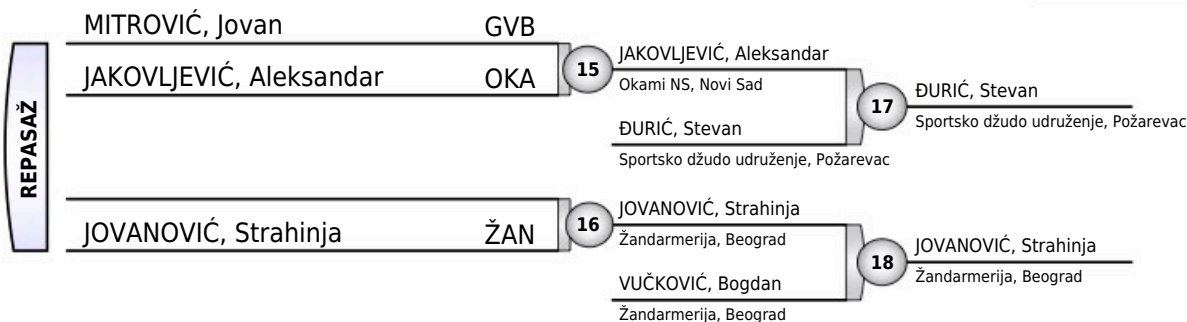 MITROVIĆ, Jovan GVB
JAKOVLJEVIĆ, Aleksandar OKA
15
JAKOVLJEVIĆ, Aleksandar
Okami NS, Novi Sad
ĐURIĆ, Stevan
Sportsko džudo udruženje, Požarevac
17
ĐURIĆ, Stevan
Sportsko džudo udruženje, Požarevac
REPASAŽ
JOVANOVIĆ, Strahinja ŽAN
16
JOVANOVIĆ, Strahinja
Žandarmerija, Beograd
VUČKOVIĆ, Bogdan
Žandarmerija, Beograd
18
JOVANOVIĆ, Strahinja
Žandarmerija, Beograd